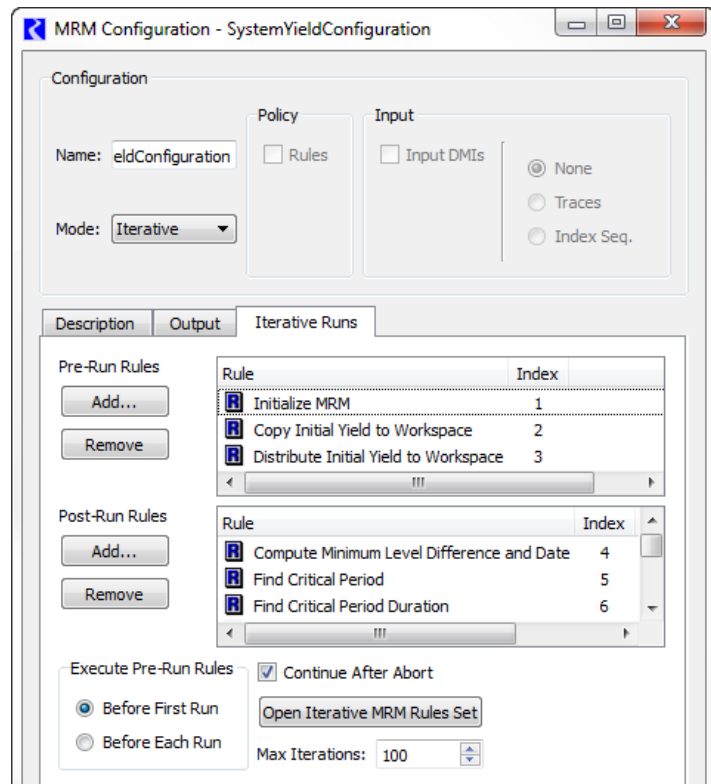 MRM Configuration - SystemYieldConfiguration
Configuration
Policy
Input
Name: eldConfiguration
Rules
Input DMIs
None
Traces
Mode: Iterative
Index Seq.
Description Output Iterative Runs
Pre-Run Rules
Add...
Remove
Rule Index
R Initialize MRM 1
R Copy Initial Yield to Workspace 2
R Distribute Initial Yield to Workspace 3
Post-Run Rules
Add...
Remove
Rule Index
R Compute Minimum Level Difference and Date 4
R Find Critical Period 5
R Find Critical Period Duration 6
Execute Pre-Run Rules
Before First Run
Before Each Run
Continue After Abort
Open Iterative MRM Rules Set
Max Iterations: 100